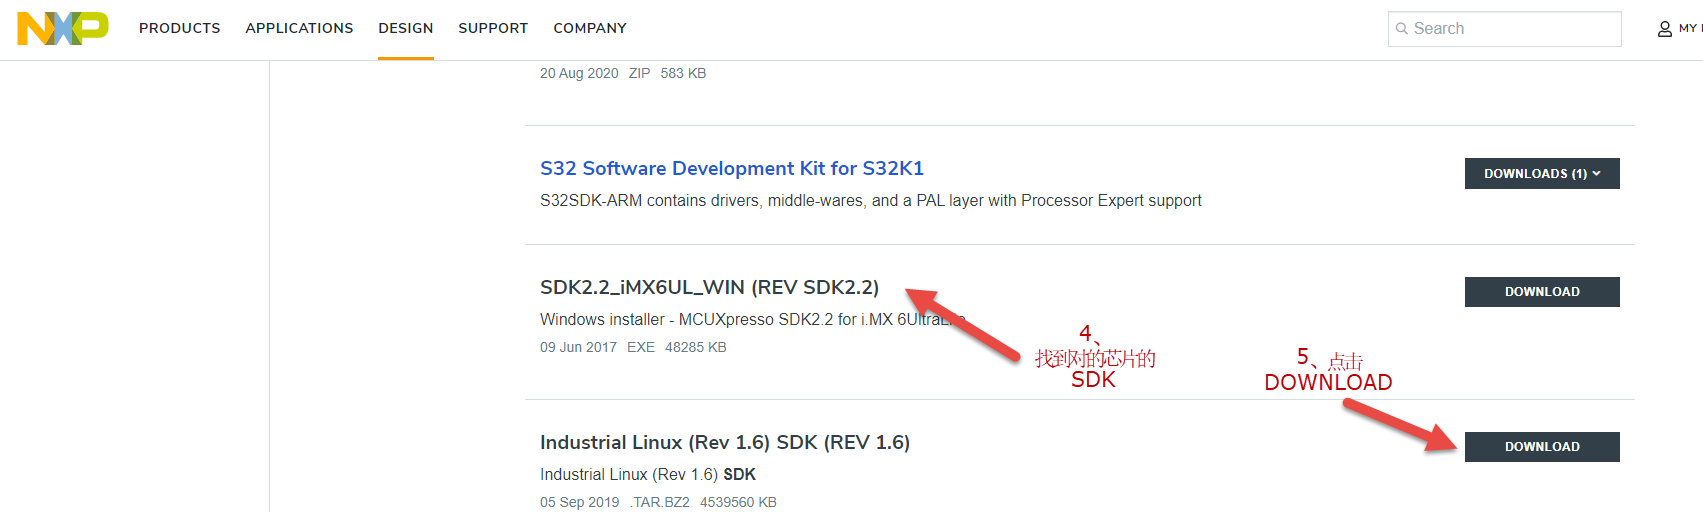 NXP
PRODUCTS APPLICATIONS DESIGN SUPPORT COMPANY
Search
MY
20 Aug 2020 ZIP 583 KB
S32 Software Development Kit for S32K1
DOWNLOADS (1)
S32SDK-ARM contains drivers, middle-wares, and a PAL layer with Processor Expert support
SDK2.2_iMX6UL_WIN (REV SDK2.2)
DOWNLOAD
Windows installer - MCUXpresso SDK2.2 for i.MX 6UltraLite
09 Jun 2017 EXE 48285 KB
4、
找到对的芯片的
SDK
5、点击
DOWNLOAD
Industrial Linux (Rev 1.6) SDK (REV 1.6)
DOWNLOAD
Industrial Linux (Rev 1.6) SDK
05 Sep 2019 .TAR.BZ2 4539560 KB